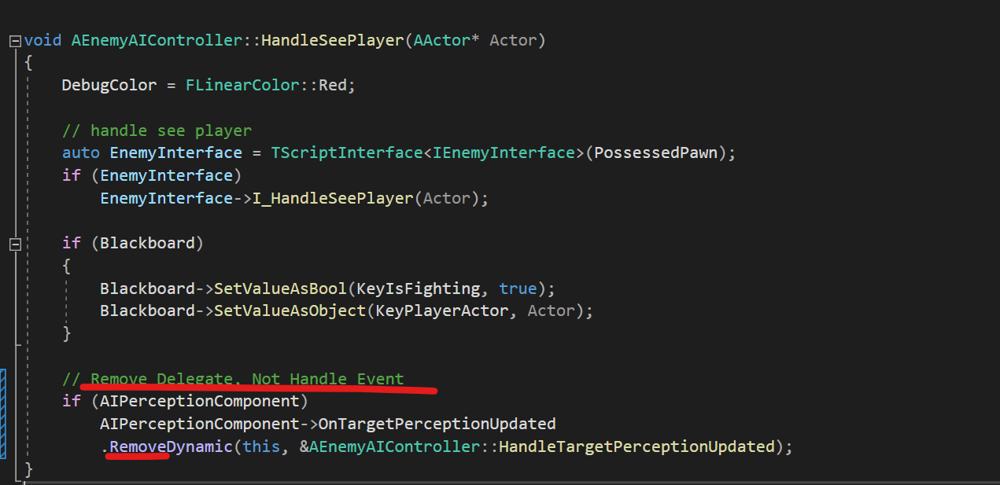 void AEnemyAIController::HandleSeePlayer(AActor* Actor)
{
DebugColor = FLinearColor::Red;
// handle see player
auto EnemyInterface = TScriptInterface<IEnemyInterface>(PossessedPawn);
if (EnemyInterface)
EnemyInterface->I_HandleSeePlayer(Actor);
if (Blackboard)
{
Blackboard->SetValueAsBool(KeyIsFighting, true);
Blackboard->SetValueAsObject(KeyPlayerActor, Actor);
}
// Remove Delegate, Not Handle Event
if (AIPerceptionComponent)
AIPerceptionComponent->OnTargetPerceptionUpdated
.RemoveDynamic(this, &AEnemyAIController::HandleTargetPerceptionUpdated);
}